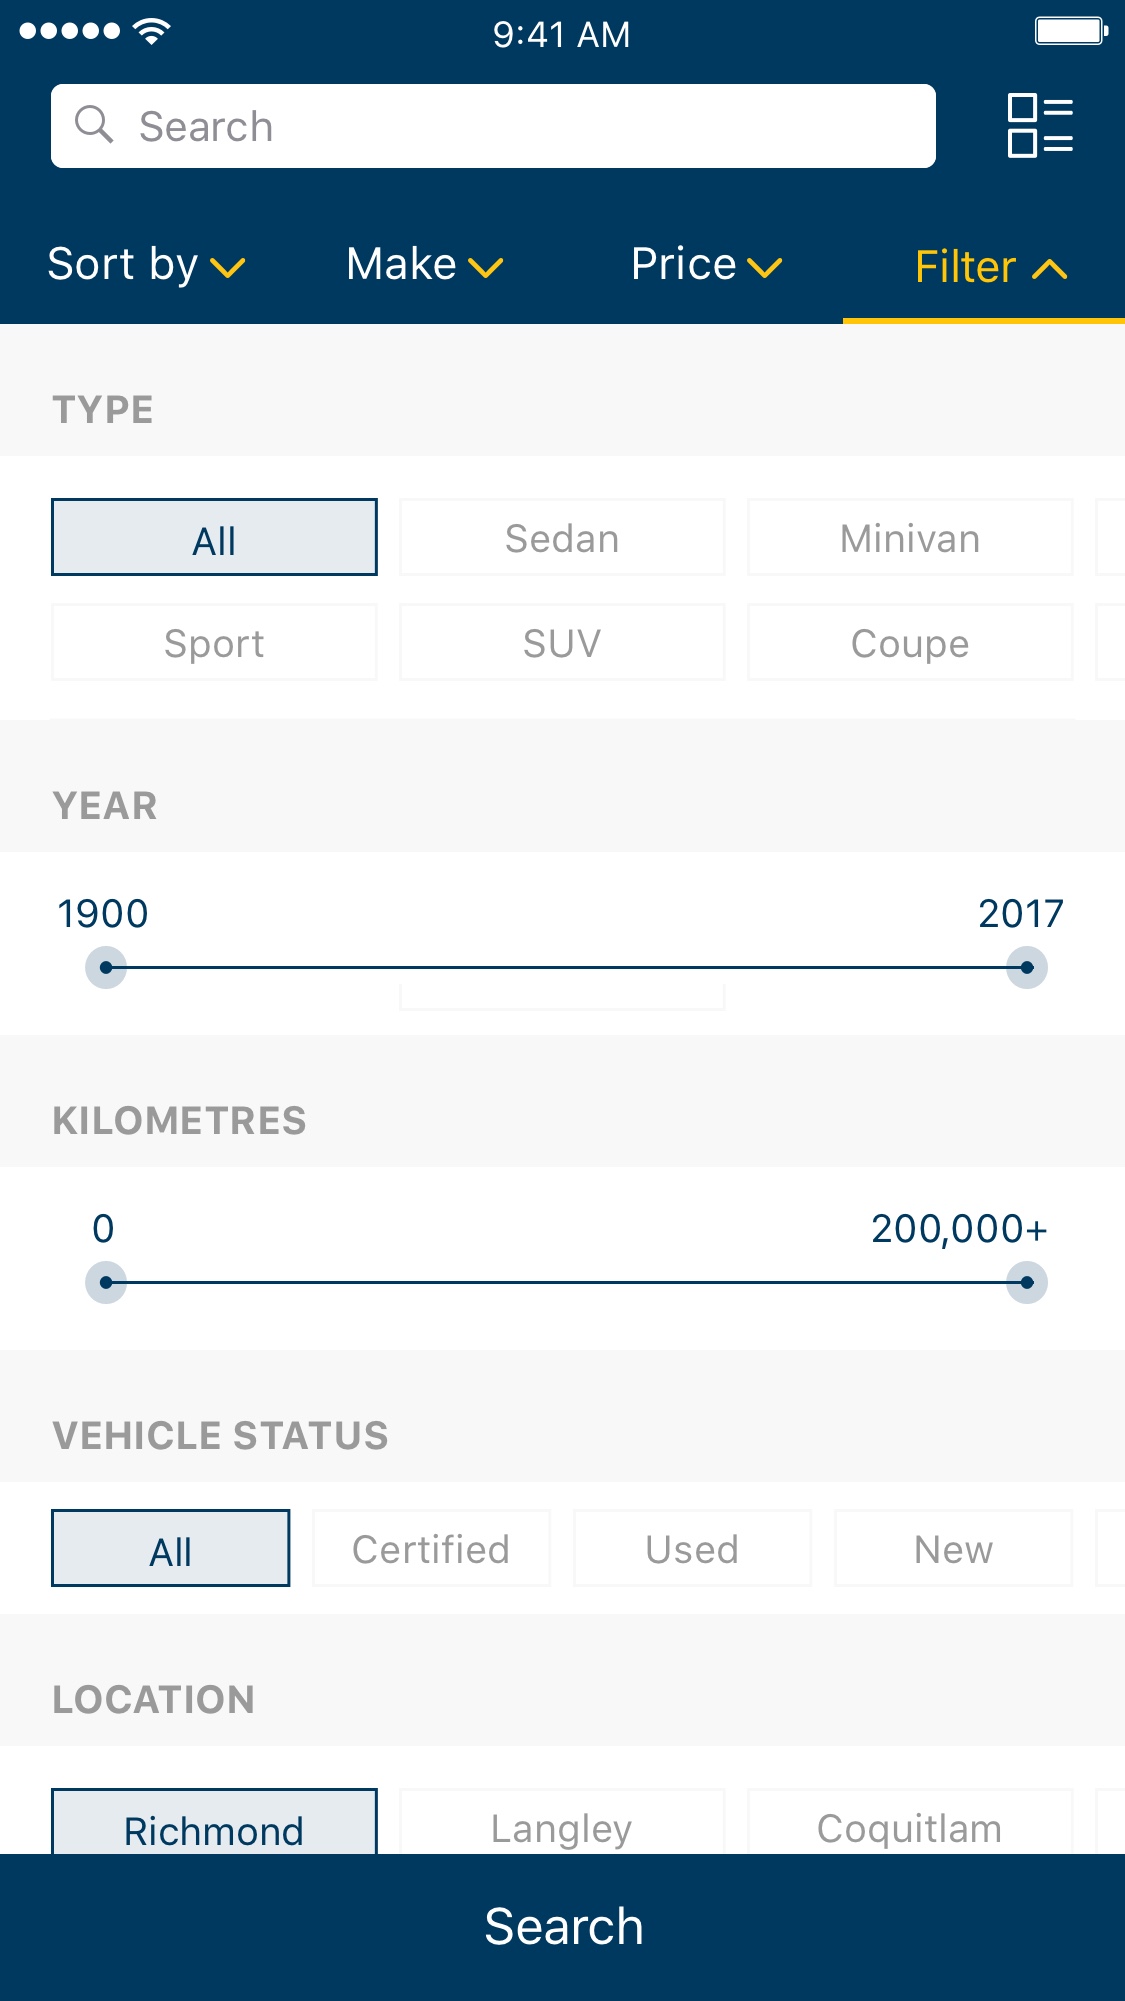 9:41 AM
Search
Sort by Make Price Filter
TYPE
All Sedan Minivan
Sport SUV Coupe
YEAR
1900 2017
KILOMETRES
0 200,000+
VEHICLE STATUS
All Certified Used New
LOCATION
Richmond Langley Coquitlam
Search